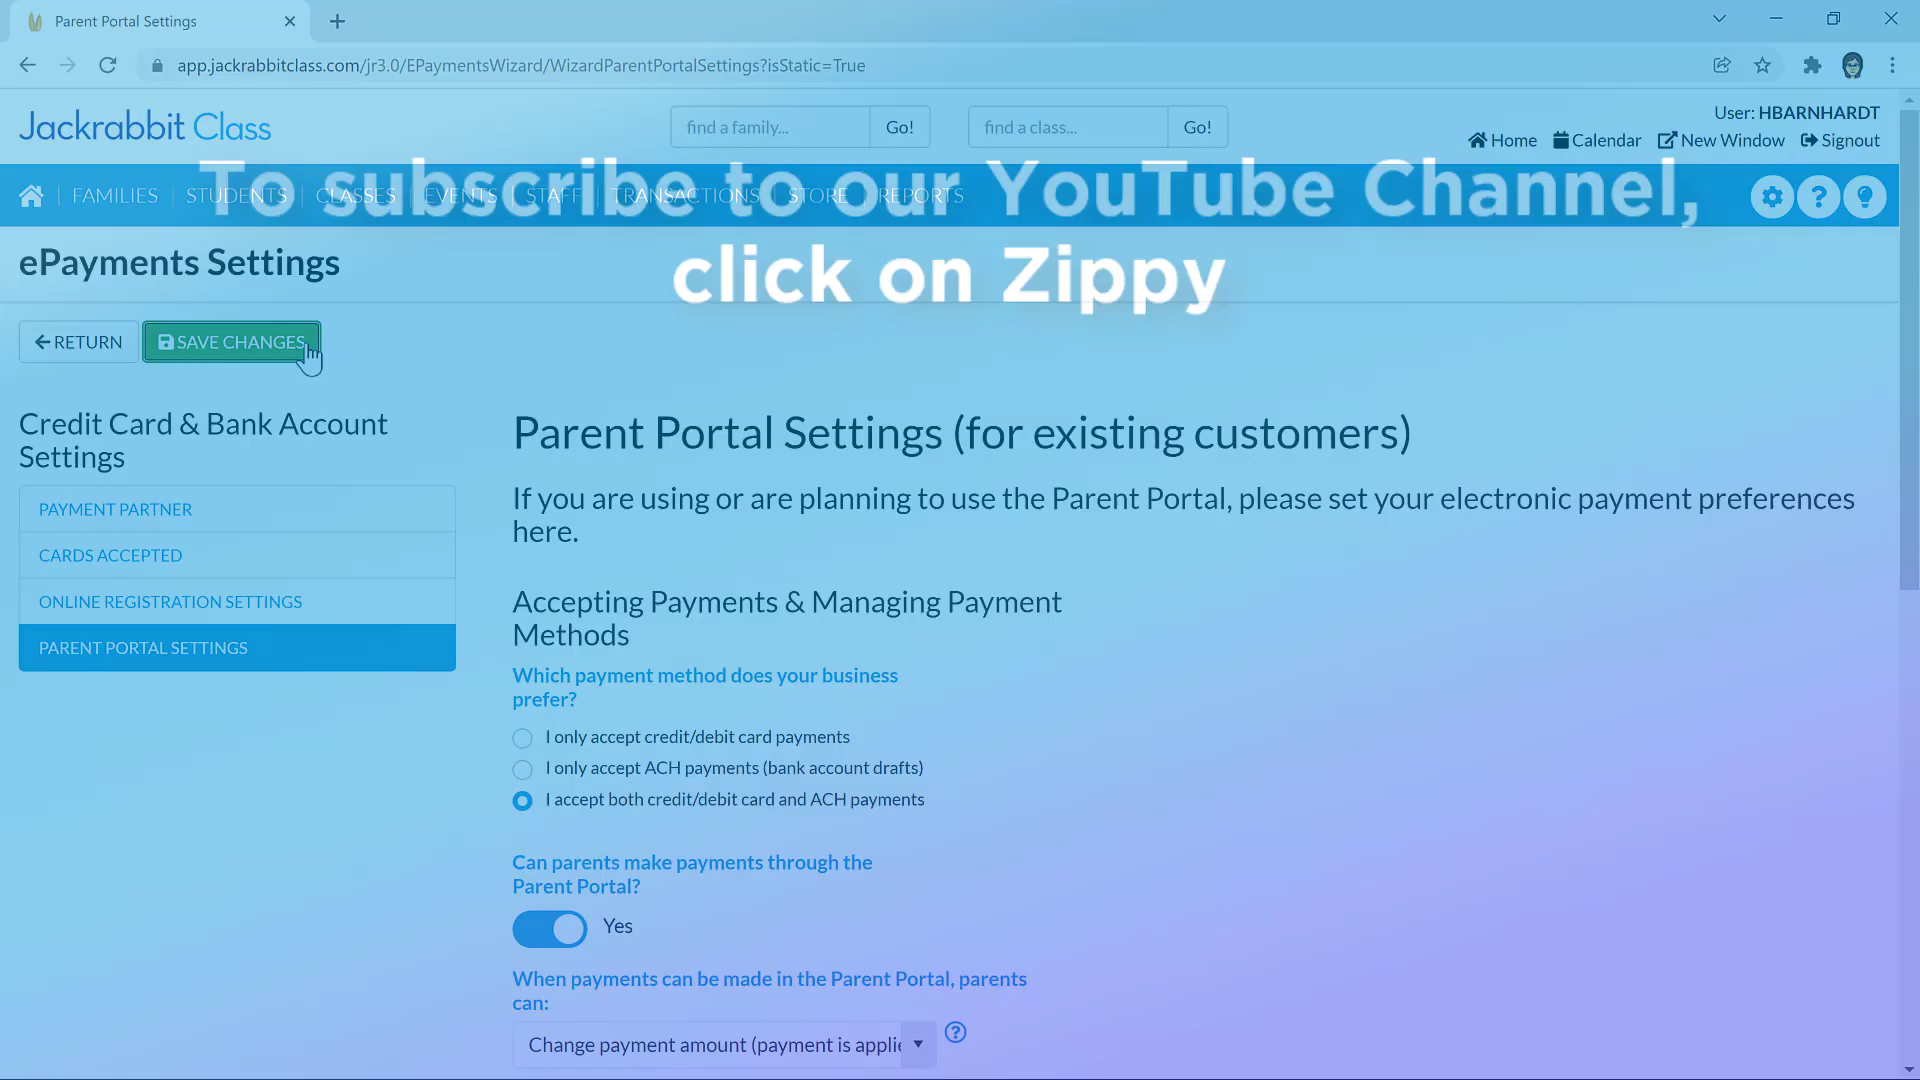 Parent Portal Settings
app.jackrabbitclass.com/jr3.0/EPaymentsWizard/WizardParentPortalSettings?isStatic=True
Jackrabbit Class
find a family...
Go!
find a class...
Go!
User: HBARNHARDT
Home
Calendar
New Window
Signout
FAMILIES
STUDENTS
CLASSES
EVENTS
STAFF
TRANSACTIONS
STORE
REPORTS
To subscribe to our YouTube Channel,
click on Zippy
ePayments Settings
RETURN
SAVE CHANGES
Credit Card & Bank Account
Settings
PAYMENT PARTNER
CARDS ACCEPTED
ONLINE REGISTRATION SETTINGS
PARENT PORTAL SETTINGS
Parent Portal Settings (for existing customers)
If you are using or are planning to use the Parent Portal, please set your electronic payment preferences
here.
Accepting Payments & Managing Payment
Methods
Which payment method does your business
prefer?
I only accept credit/debit card payments
I only accept ACH payments (bank account drafts)
I accept both credit/debit card and ACH payments
Can parents make payments through the
Parent Portal?
Yes
When payments can be made in the Parent Portal, parents
can:
Change payment amount (payment is applie